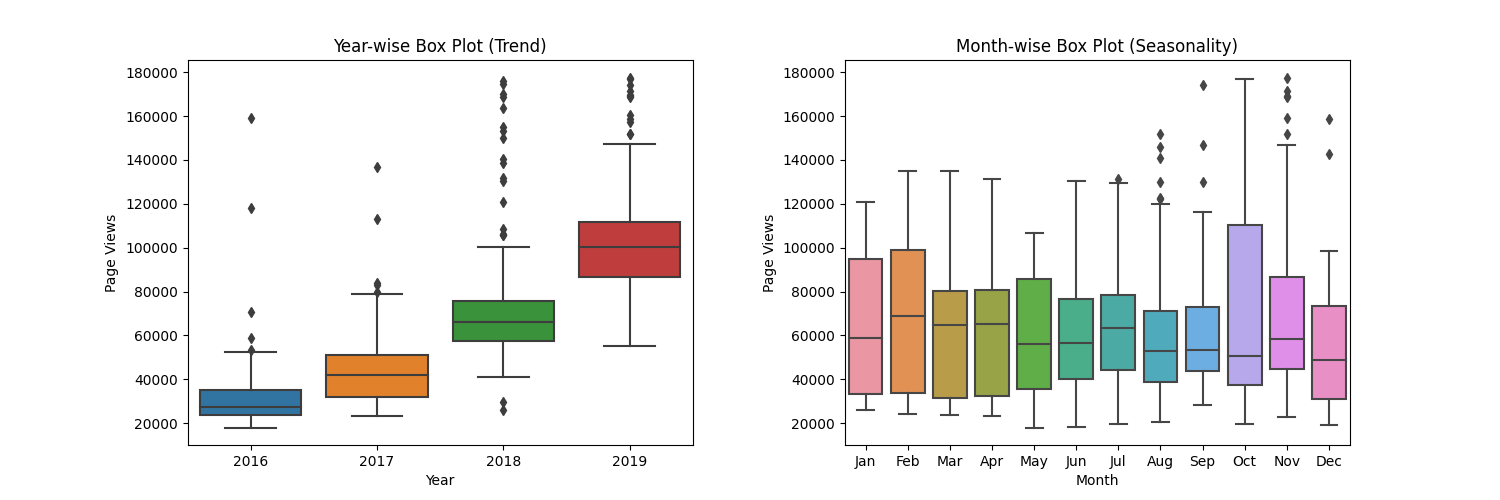 Year-wise Box Plot (Trend)
Page Views
180000
160000
140000
120000
100000
80000
60000
40000
20000
2016 2017 2018 2019
Year
Month-wise Box Plot (Seasonality)
Page Views
180000
160000
140000
120000
100000
80000
60000
40000
20000
Jan Feb Mar Apr May Jun Jul Aug Sep Oct Nov Dec
Month